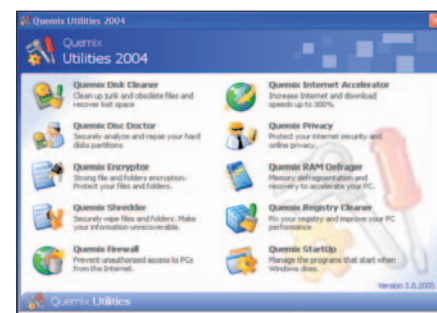 Quemix Utilities 2004
Quemix
Utilities 2004
Quemix Disk Cleaner
Clean up junk and obsolete files and
recover lost space
Quemix Disc Doctor
Securely analyze and repair your hard
disks partitions
Quemix Encryptor
Strong file and folders encryption.
Protect your files and folders.
Quemix Shredder
Securely wipe files and folders. Make
your information unrecoverable.
Quemix Firewall
Prevent unauthorized access to PCs
from the Internet.
Quemix Internet Accelerator
Increase Internet and download
speeds up to 300%
Quemix Privacy
Protect your internet security and
online privacy.
Quemix RAM Defrager
Memory defragmentation and
recovery to accelerate your PC.
Quemix Registry Cleaner
Fix your registry and improve your PC
performance
Quemix StartUp
Manage the programs that start when
Windows does.
Version 3.0.2005
Quemix Utilities